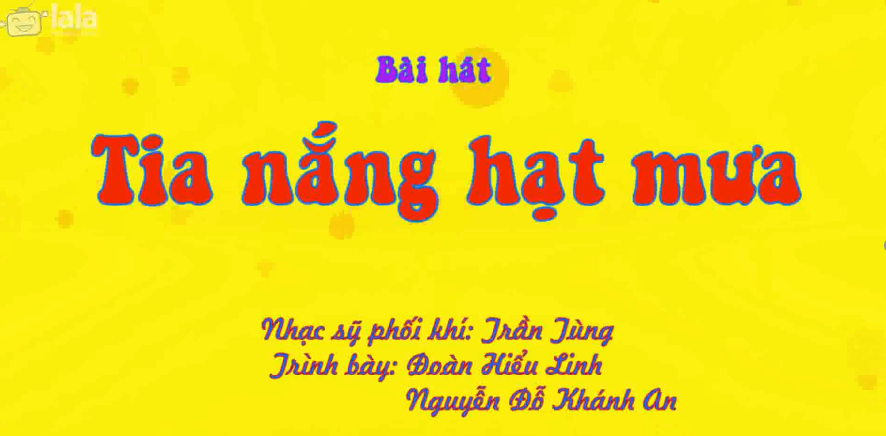 lala
Bài hát
Tia nắng hạt mưa
Nhạc sỹ phối khí: Trần Tùng
Trình bày: Đoàn Hiểu Linh
Nguyễn Đỗ Khánh An